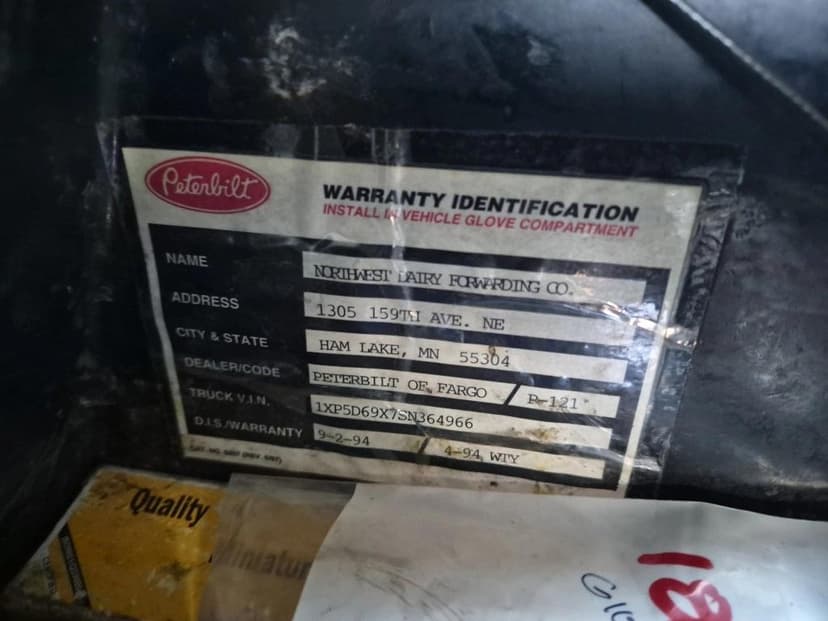 Peterbilt
WARRANTY IDENTIFICATION
INSTALL IN VEHICLE GLOVE COMPARTMENT
NAME NORTHWEST DAIRY FORWARDING CO.
ADDRESS 1305 159TH AVE. NE
CITY & STATE HAM LAKE, MN 55304
DEALER/CODE PETERBILT OF FARGO / P-121
TRUCK V.I.N. 1XP5D69X7SN364966
D.I.S./WARRANTY 9-2-94 / 4-94 WTY
Quality
Miniatur